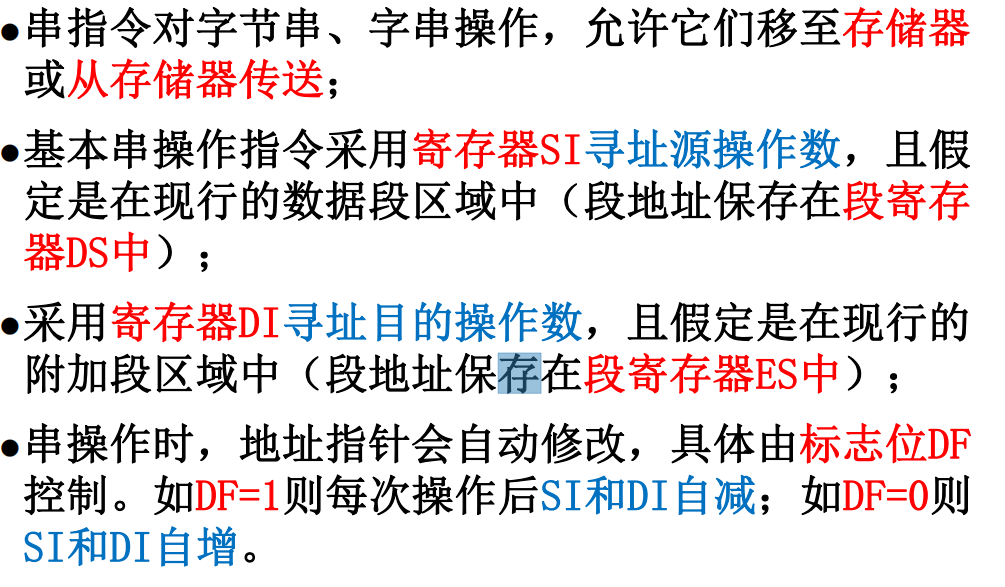 ●串指令对字节串、字串操作，允许它们移至存储器
或从存储器传送；
●基本串操作指令采用寄存器SI寻址源操作数，且假
定是在现行的数据段区域中（段地址保存在段寄存
器DS中）；
●采用寄存器DI寻址目的操作数，且假定是在现行的
附加段区域中（段地址保存在段寄存器ES中）；
●串操作时，地址指针会自动修改，具体由标志位DF
控制。如DF=1则每次操作后SI和DI自减；如DF=0则
SI和DI自增。